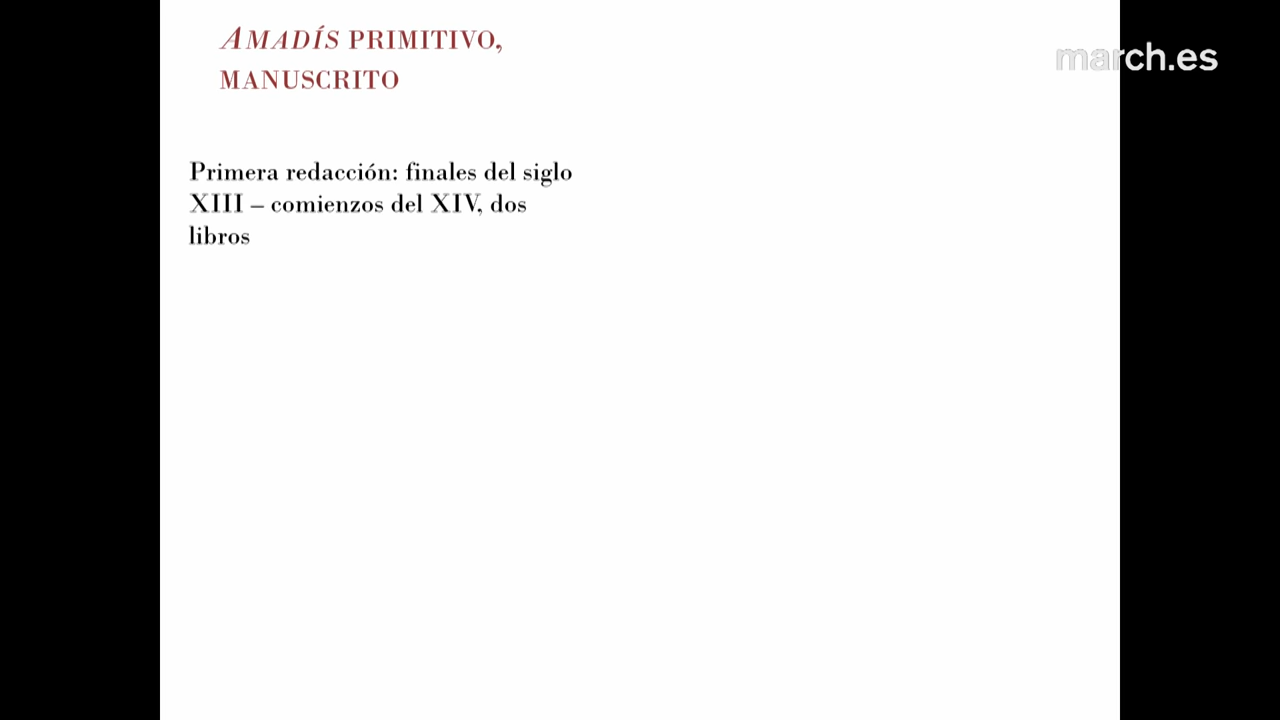 AMADÍS PRIMITIVO,
MANUSCRITO
march.es
Primera redacción: finales del siglo
XIII – comienzos del XIV, dos
libros